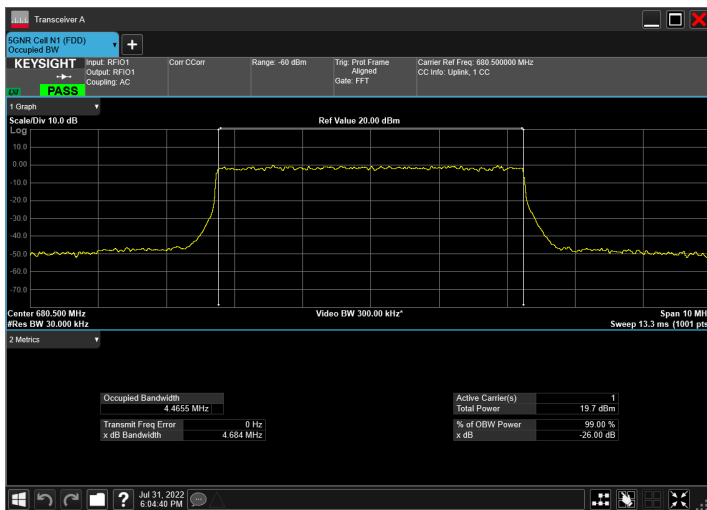 Transceiver A
5GNR Cell N1 (FDD)
Occupied BW
KEYSIGHT
LXI
PASS
Input: RFIO1
Output: RFIO1
Coupling: AC
Corr CCorr
Range: -60 dBm
Trig: Prot Frame
Aligned
Gate: FFT
Carrier Ref Freq: 680.500000 MHz
CC Info: Uplink, 1 CC
1 Graph
Scale/Div 10.0 dB
Ref Value 20.00 dBm
Log
10.0
0.00
-10.0
-20.0
-30.0
-40.0
-50.0
-60.0
-70.0
Center 680.500 MHz
Video BW 300.00 kHz*
Span 10 MH
#Res BW 30.000 kHz
Sweep 13.3 ms (1001 pts
2 Metrics
Occupied Bandwidth
4.4655 MHz
Transmit Freq Error 0 Hz
x dB Bandwidth 4.684 MHz
Active Carrier(s) 1
Total Power 19.7 dBm
% of OBW Power 99.00 %
x dB -26.00 dB
Jul 31, 2022
6:04:40 PM